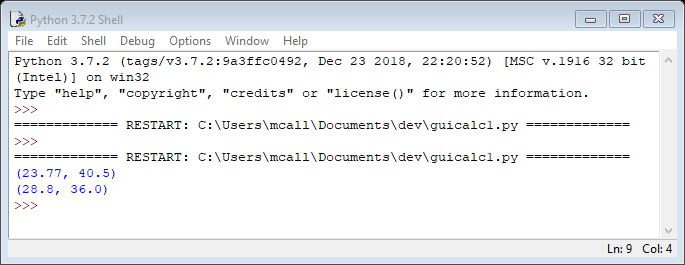 Python 3.7.2 Shell
File Edit Shell Debug Options Window Help
Python 3.7.2 (tags/v3.7.2:9a3ffc0492, Dec 23 2018, 22:20:52) [MSC v.1916 32 bit
(Intel)] on win32
Type "help", "copyright", "credits" or "license()" for more information.
>>>
============= RESTART: C:\Users\mcall\Documents\dev\guicalc1.py =============
>>>
============= RESTART: C:\Users\mcall\Documents\dev\guicalc1.py =============
(23.77, 40.5)
(28.8, 36.0)
>>>
Ln: 9 Col: 4